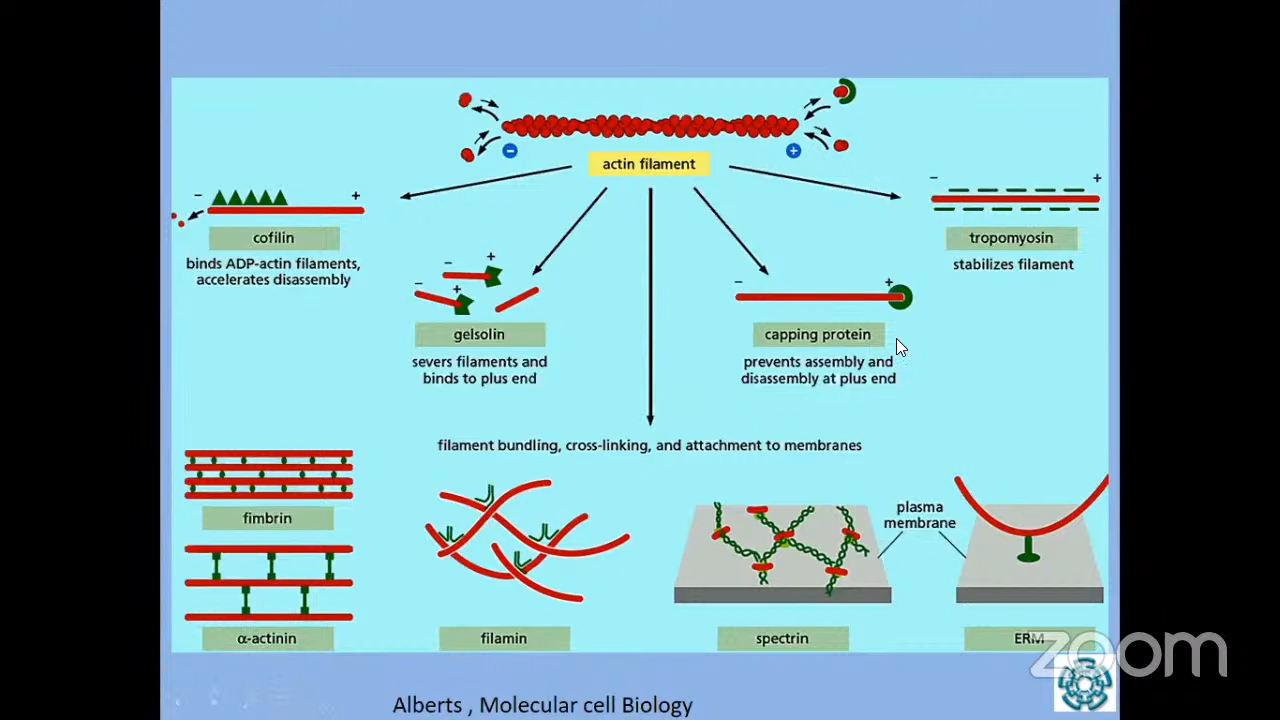 actin filament
cofilin
binds ADP-actin filaments,
accelerates disassembly
tropomyosin
stabilizes filament
gelsolin
severs filaments and
binds to plus end
capping protein
prevents assembly and
disassembly at plus end
filament bundling, cross-linking, and attachment to membranes
fimbrin
plasma
membrane
α-actinin
filamin
spectrin
ERM
zoom
Alberts , Molecular cell Biology